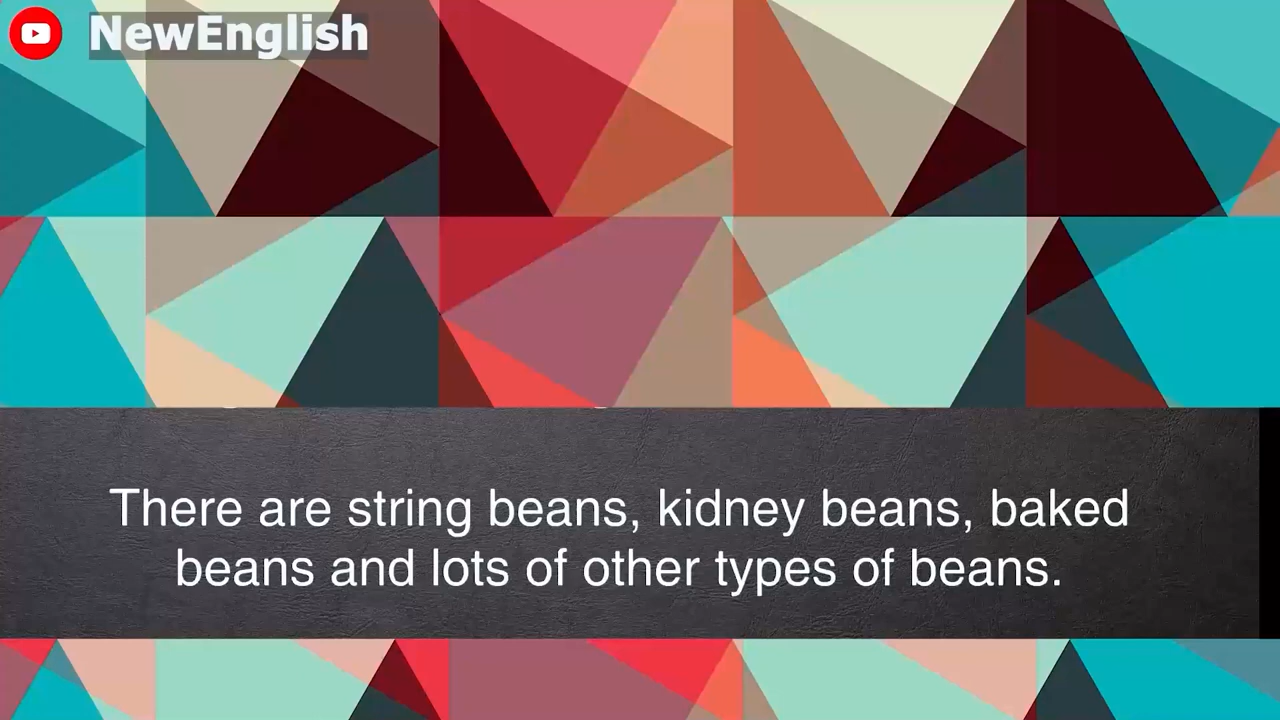 NewEnglish
There are string beans, kidney beans, baked
beans and lots of other types of beans.